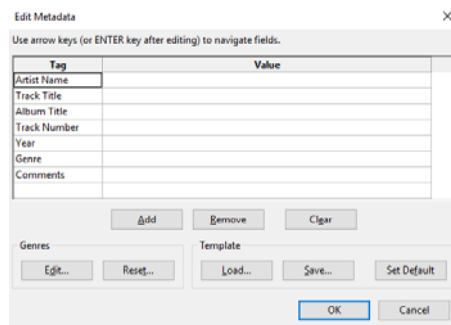 Edit Metadata
Use arrow keys (or ENTER key after editing) to navigate fields.
Tag Value
Artist Name
Track Title
Album Title
Track Number
Year
Genre
Comments
Add Remove Clear
Genres Template
Edit... Reset... Load... Save... Set Default
OK Cancel